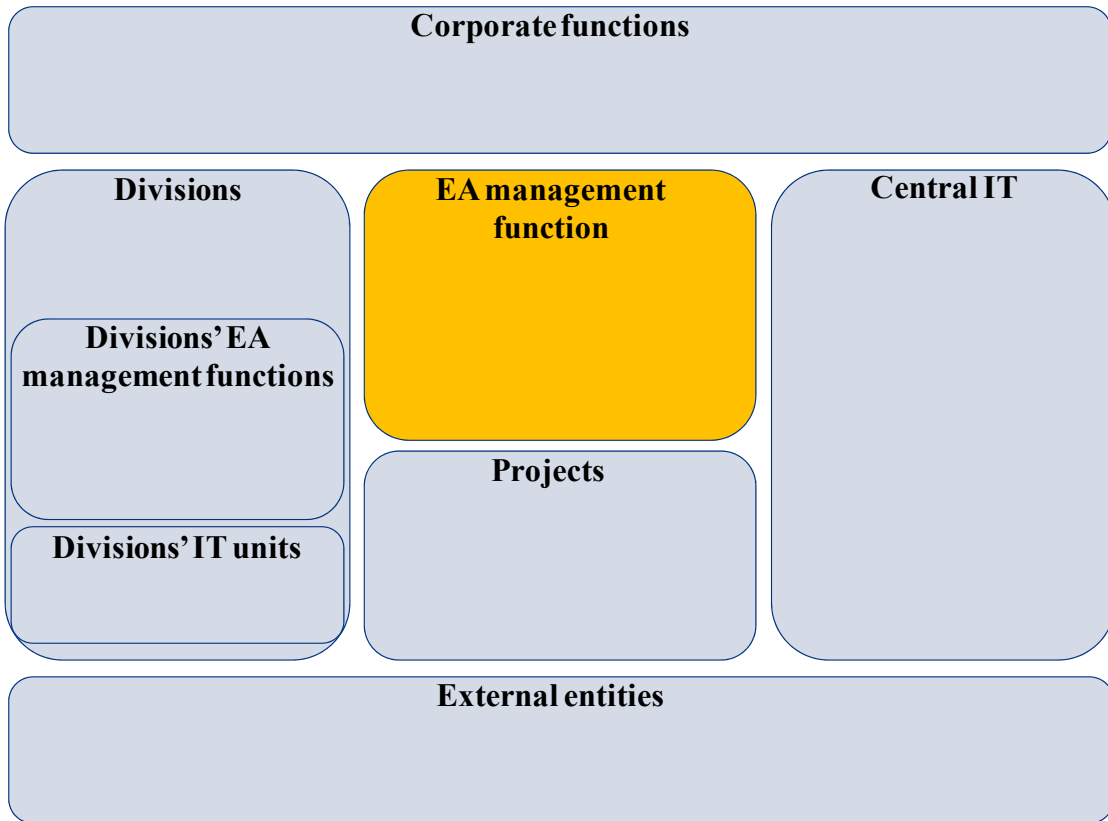 Corporate functions
Divisions
EA management
function
Central IT
Divisions’ EA
management functions
Projects
Divisions’ IT units
External entities